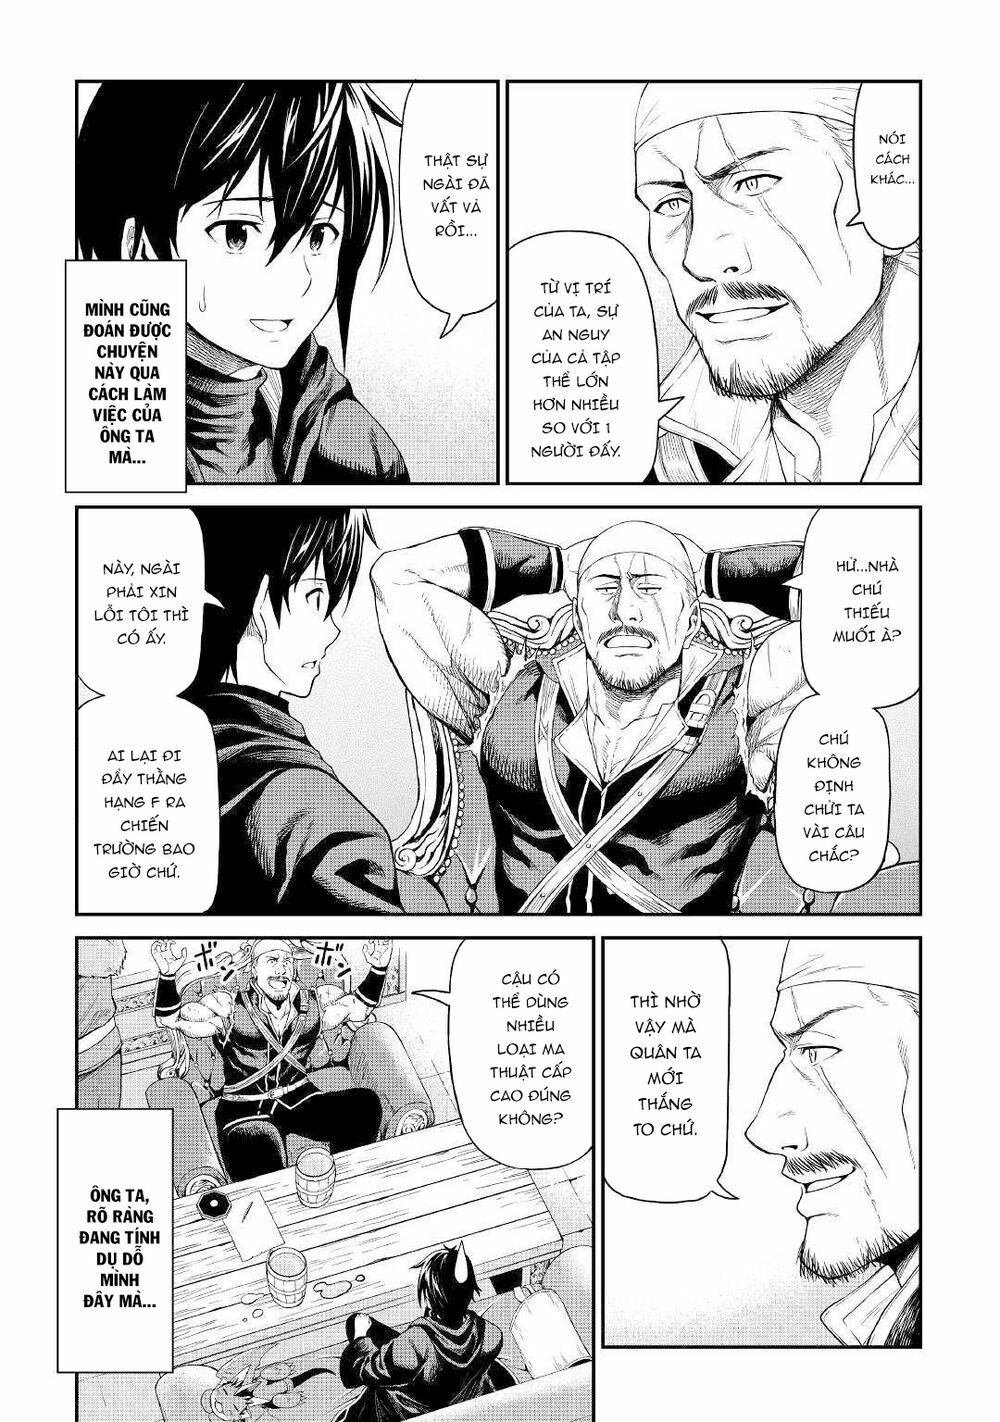 NÓI
CÁCH
KHÁC...
TỪ VỊ TRÍ
CỦA TA, SỰ
AN NGUY
CỦA CẢ TẬP
THỂ LỚN
HƠN NHIỀU
SO VỚI 1
NGƯỜI ĐẤY.
THẬT SỰ
NGÀI ĐÃ
VẤT VẢ
RỒI...
MÌNH CŨNG
ĐOÁN ĐƯỢC
CHUYỆN
NÀY QUA
CÁCH LÀM
VIỆC CỦA
ÔNG TA
MÀ...
HỬ...NHÀ
CHÚ
THIẾU
MUỐI À?
CHÚ
KHÔNG
ĐỊNH
CHỬI TA
VÀI CÂU
CHẮC?
NÀY, NGÀI
PHẢI XIN
LỖI TÔI THÌ
CÓ ẤY.
AI LẠI ĐI
ĐẨY THẰNG
HẠNG F RA
CHIẾN
TRƯỜNG BAO
GIỜ CHỨ.
THÌ NHỜ
VẬY MÀ
QUÂN TA
MỚI
THẮNG
TO CHỨ.
CẬU CÓ
THỂ DÙNG
NHIỀU
LOẠI MA
THUẬT CẤP
CAO ĐÚNG
KHÔNG?
ボン
ボン
ÔNG TA,
RÕ RÀNG
ĐANG TÍNH
DỤ DỖ
MÌNH
ĐÂY MÀ...